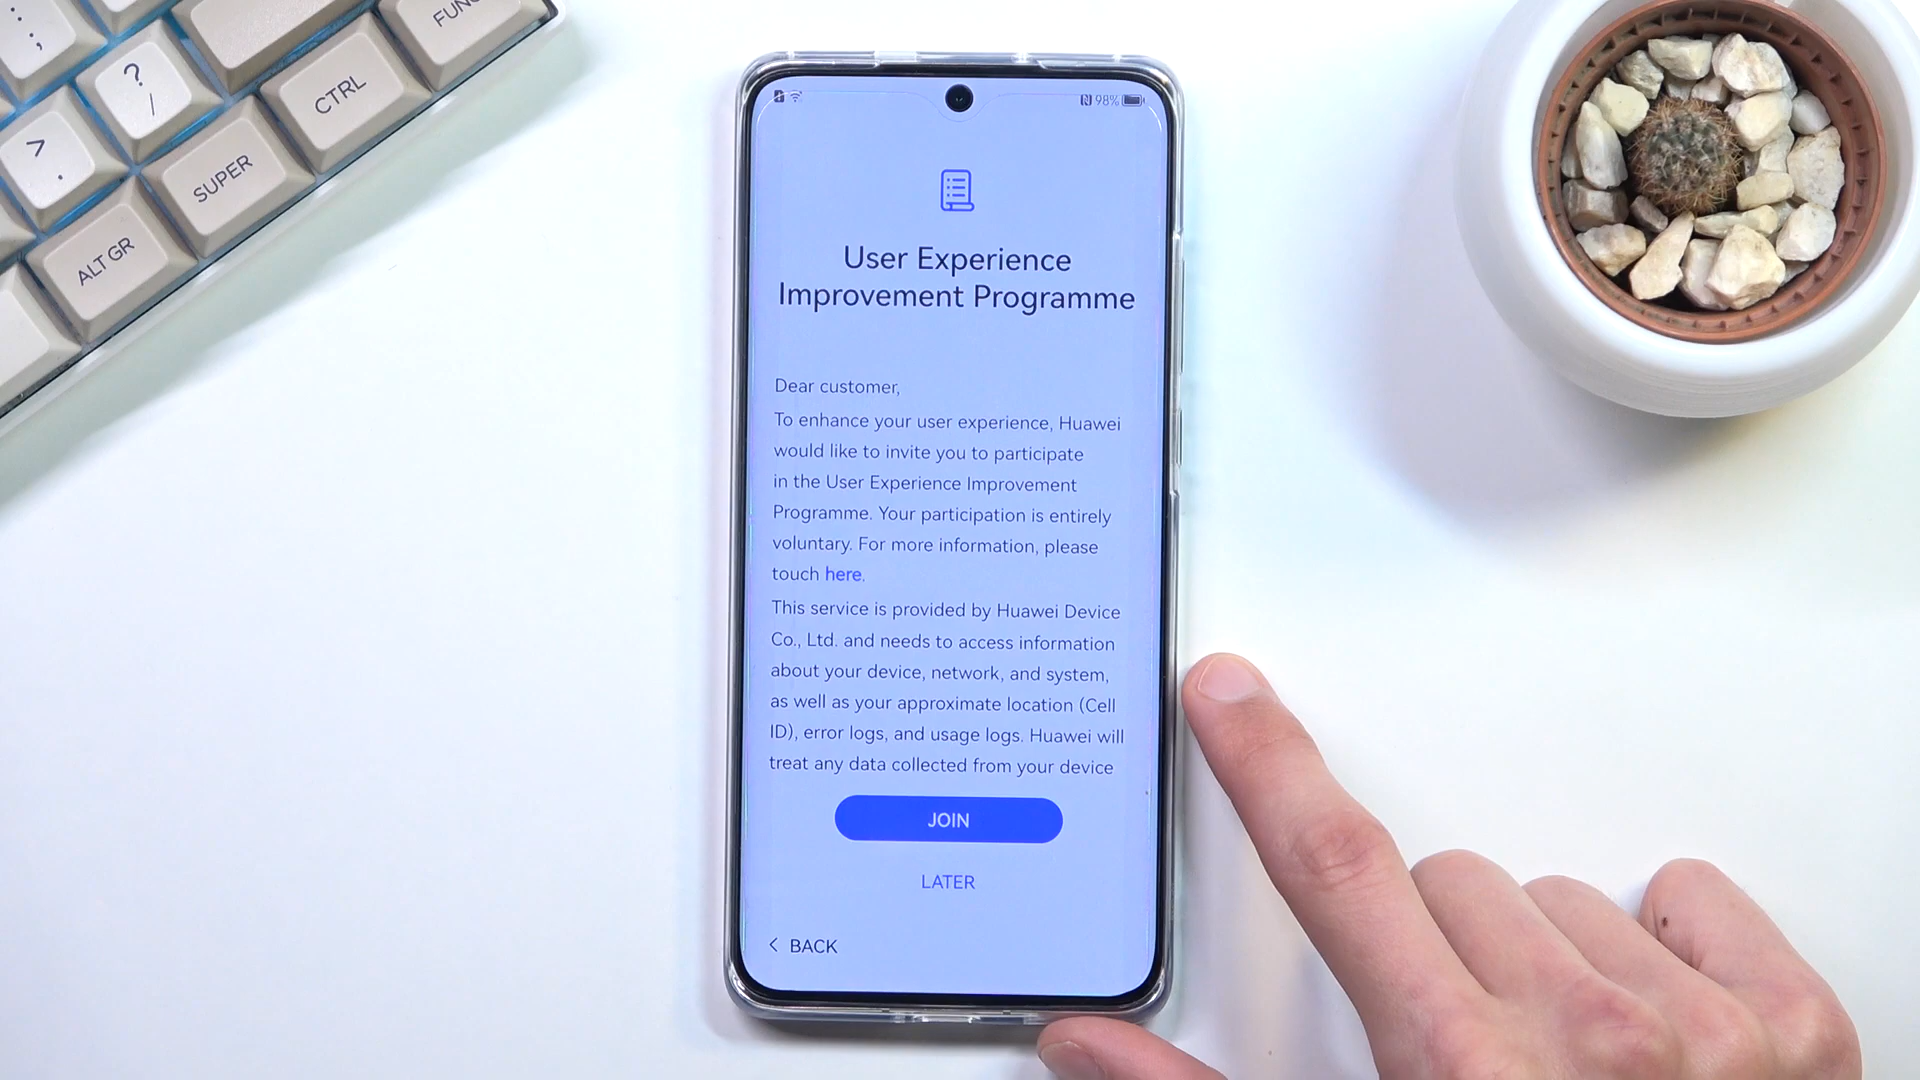 :
;
?
/
>
.
FUNC
CTRL
SUPER
ALT GR
98%
User Experience
Improvement Programme
Dear customer,
To enhance your user experience, Huawei
would like to invite you to participate
in the User Experience Improvement
Programme. Your participation is entirely
voluntary. For more information, please
touch here.
This service is provided by Huawei Device
Co., Ltd. and needs to access information
about your device, network, and system,
as well as your approximate location (Cell
ID), error logs, and usage logs. Huawei will
treat any data collected from your device
JOIN
LATER
< BACK